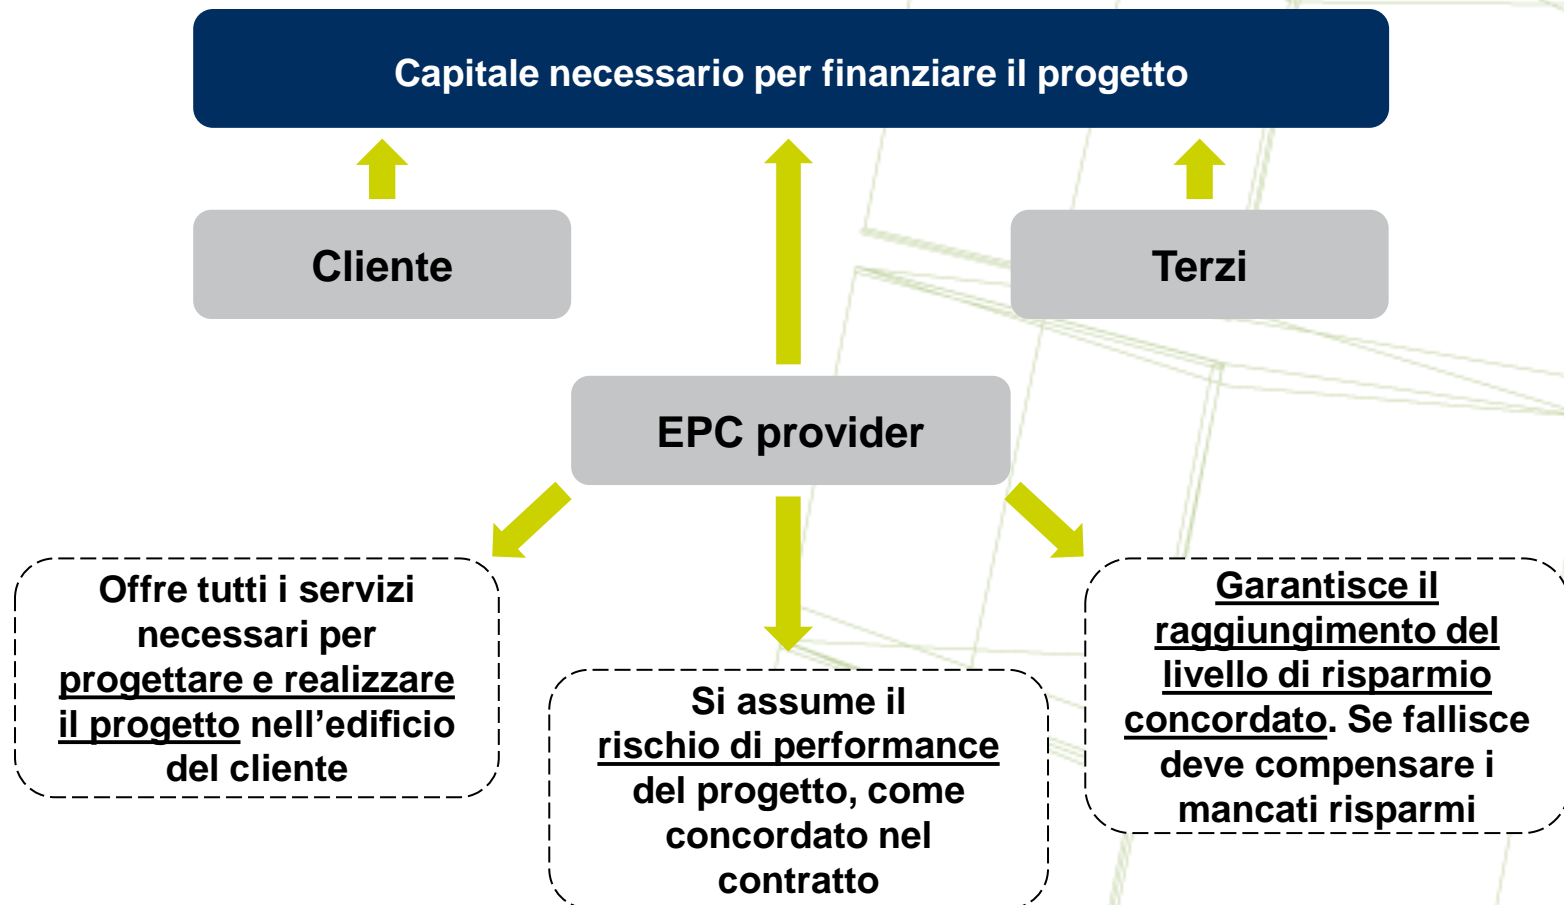 Capitale necessario per finanziare il progetto
Cliente
Terzi
EPC provider
Offre tutti i servizi
necessari per
progettare e realizzare
il progetto nell’edificio
del cliente
Si assume il
rischio di performance
del progetto, come
concordato nel
contratto
Garantisce il
raggiungimento del
livello di risparmio
concordato. Se fallisce
deve compensare i
mancati risparmi